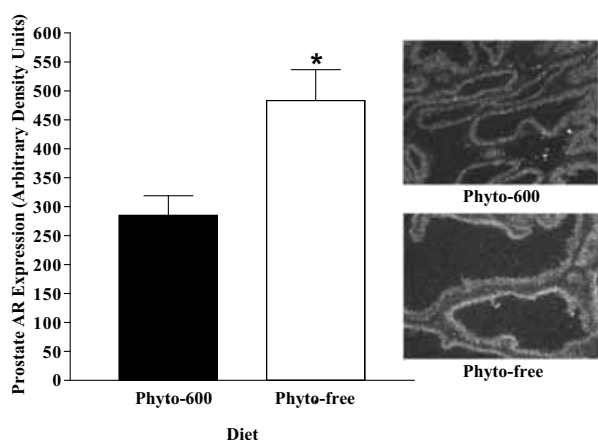 Prostate AR Expression (Arbitrary Density Units)
600
550
500
450
400
350
300
250
200
150
100
50
0
*
Phyto-600
Phyto-free
Diet
Phyto-600
Phyto-free